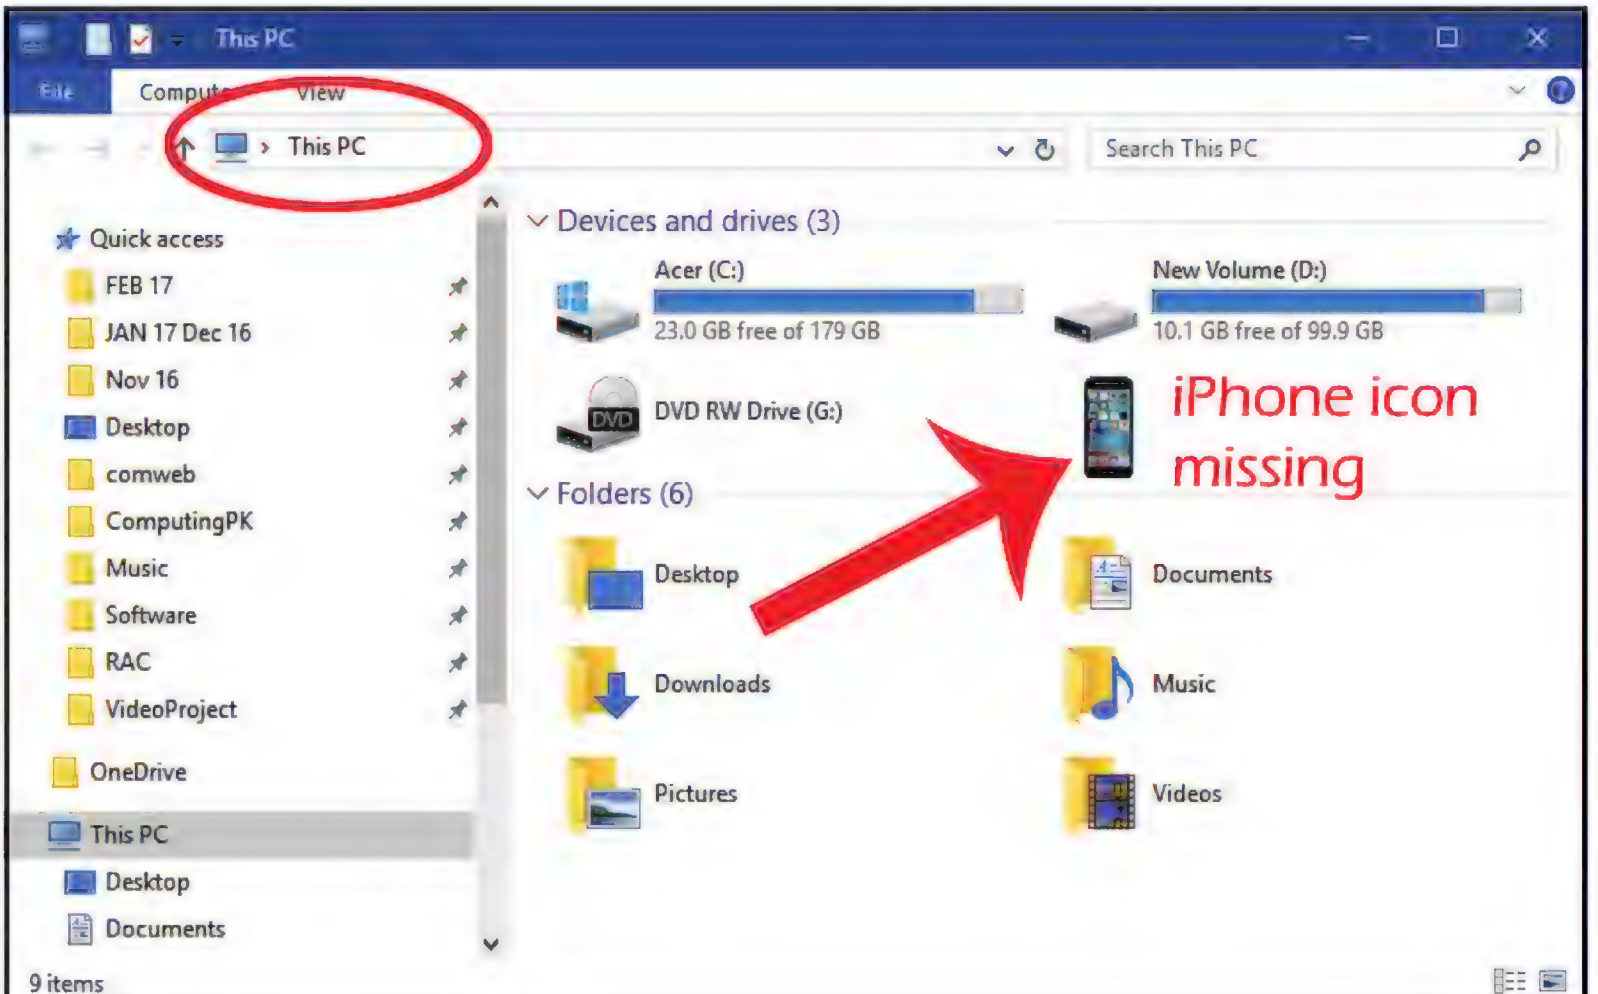 This PC
File Computer View
This PC
Search This PC
Quick access
FEB 17
JAN 17 Dec 16
Nov 16
Desktop
comweb
ComputingPK
Music
Software
RAC
VideoProject
OneDrive
This PC
Desktop
Documents
Devices and drives (3)
Acer (C:)
23.0 GB free of 179 GB
New Volume (D:)
10.1 GB free of 99.9 GB
DVD
DVD RW Drive (G:)
iPhone icon
missing
Folders (6)
Desktop
Documents
Downloads
Music
Pictures
Videos
9 items